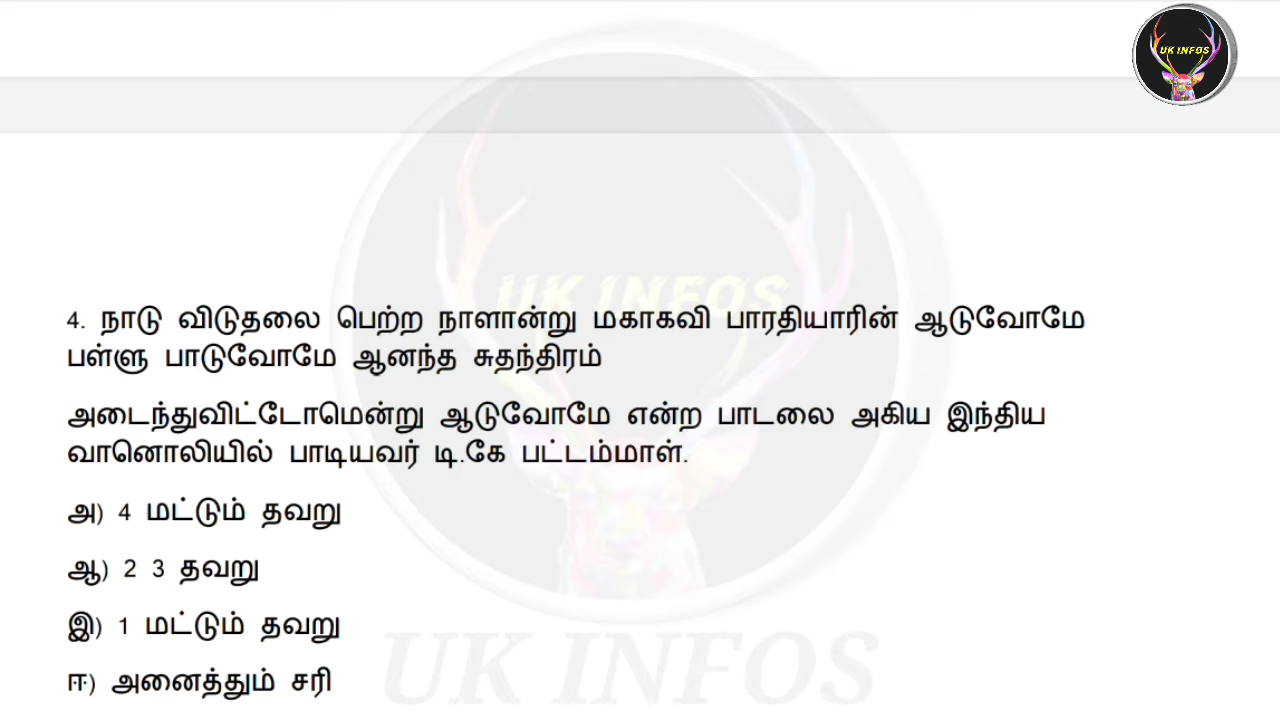 UK INFOS
UK INFOS
4. நாடு விடுதலை பெற்ற நாளான்று மகாகவி பாரதியாரின் ஆடுவோமே
பள்ளு பாடுவோமே ஆனந்த சுதந்திரம்
அடைந்துவிட்டோமென்று ஆடுவோமே என்ற பாடலை அகிய இந்திய
வானொலியில் பாடியவர் டி.கே பட்டம்மாள்.
அ) 4 மட்டும் தவறு
ஆ) 2 3 தவறு
இ) 1 மட்டும் தவறு
ஈ) அனைத்தும் சரி
UK INFOS